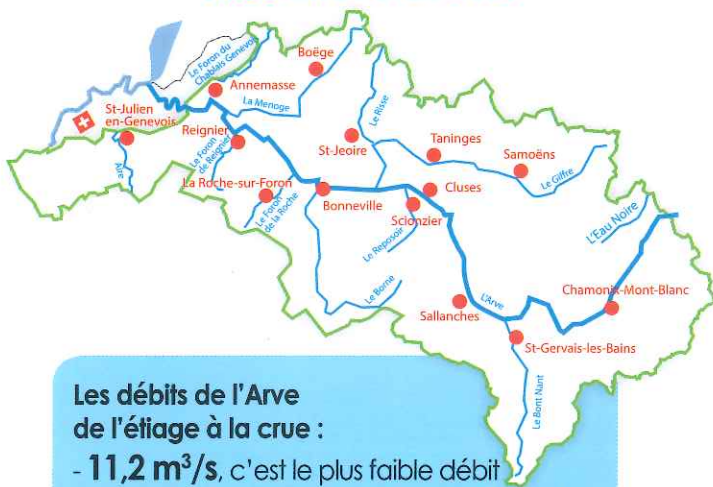 Boëge
Le Foron du
Chablais Genevois
Annemasse
La Menoge
St-Julien
en-Genevois
Le Risse
Reignier
Le Foron
de Reignier
St-Jeoire
Taninges
Samoëns
Aire
La Roche-sur-Foron
Le Foron
de la Roche
Bonneville
Cluses
Le Giffre
Scionzier
Le Reposoir
L'Eau Noire
Le Borne
Sallanches
L'Arve
Chamonix-Mont-Blanc
St-Gervais-les-Bains
Le Bont Nant
Les débits de l'Arve
de l'étiage à la crue :
- 11,2 m³/s, c'est le plus faible débit